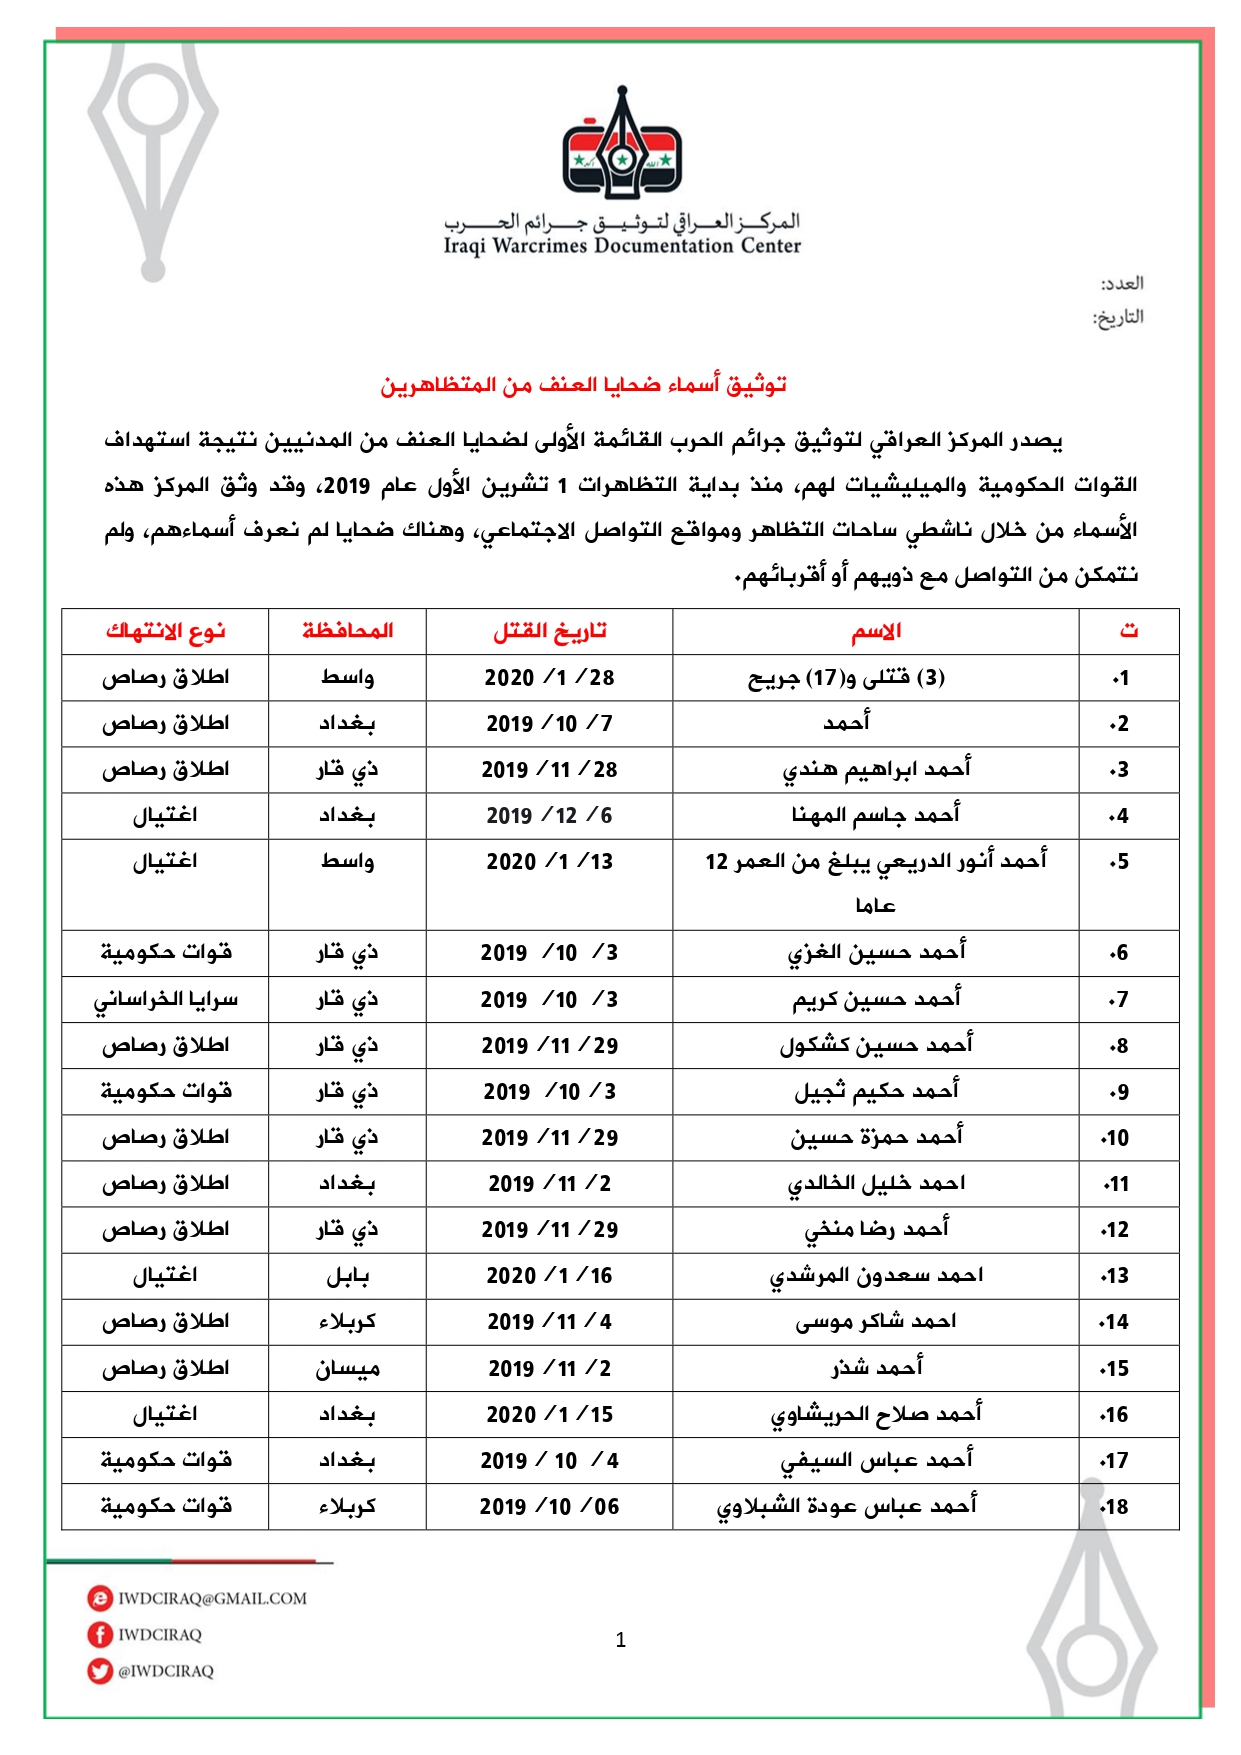 المركز العراقي لتوثيق جرائم الحرب
Iraqi Warcrimes Documentation Center
العدد:
التاريخ:
توثيق أسماء ضحايا العنف من المتظاهرين
يصدر المركز العراقي لتوثيق جرائم الحرب القائمة الأولى لضحايا العنف من المدنيين نتيجة استهداف
القوات الحكومية والميليشيات لهم، منذ بداية التظاهرات 1 تشرين الأول عام 2019، وقد وثق المركز هذه
الأسماء من خلال ناشطي ساحات التظاهر ومواقع التواصل الاجتماعي، وهناك ضحايا لم نعرف أسماءهم، ولم
نتمكن من التواصل مع ذويهم أو أقربائهم.
ت الاسم تاريخ القتل المحافظة نوع الانتهاك
1. (3) قتلى و(17) جريح 28/ 1/ 2020 واسط اطلاق رصاص
2. أحمد 7/ 10/ 2019 بغداد اطلاق رصاص
3. أحمد ابراهيم هندي 28/ 11/ 2019 ذي قار اطلاق رصاص
4. أحمد جاسم المهنا 6/ 12/ 2019 بغداد اغتيال
5. أحمد أنور الدريعي يبلغ من العمر 12 13/ 1/ 2020 واسط اغتيال
عاما
6. أحمد حسين الغزي 3/ 10/ 2019 ذي قار قوات حكومية
7. أحمد حسين كريم 3/ 10/ 2019 ذي قار سرايا الخراساني
8. أحمد حسين كشكول 29/ 11/ 2019 ذي قار اطلاق رصاص
9. أحمد حكيم ثجيل 3/ 10/ 2019 ذي قار قوات حكومية
10. أحمد حمزة حسين 29/ 11/ 2019 ذي قار اطلاق رصاص
11. احمد خليل الخالدي 2/ 11/ 2019 بغداد اطلاق رصاص
12. أحمد رضا منخي 29/ 11/ 2019 ذي قار اطلاق رصاص
13. احمد سعدون المرشدي 16/ 1/ 2020 بابل اغتيال
14. احمد شاكر موسى 4/ 11/ 2019 كربلاء اطلاق رصاص
15. أحمد شذر 2/ 11/ 2019 ميسان اطلاق رصاص
16. أحمد صلاح الحريشاوي 15/ 1/ 2020 بغداد اغتيال
17. أحمد عباس السيفي 4/ 10 / 2019 بغداد قوات حكومية
18. أحمد عباس عودة الشبلاوي 06/ 10/ 2019 كربلاء قوات حكومية
IWDCIRAQ@GMAIL.COM
IWDCIRAQ
@IWDCIRAQ
1